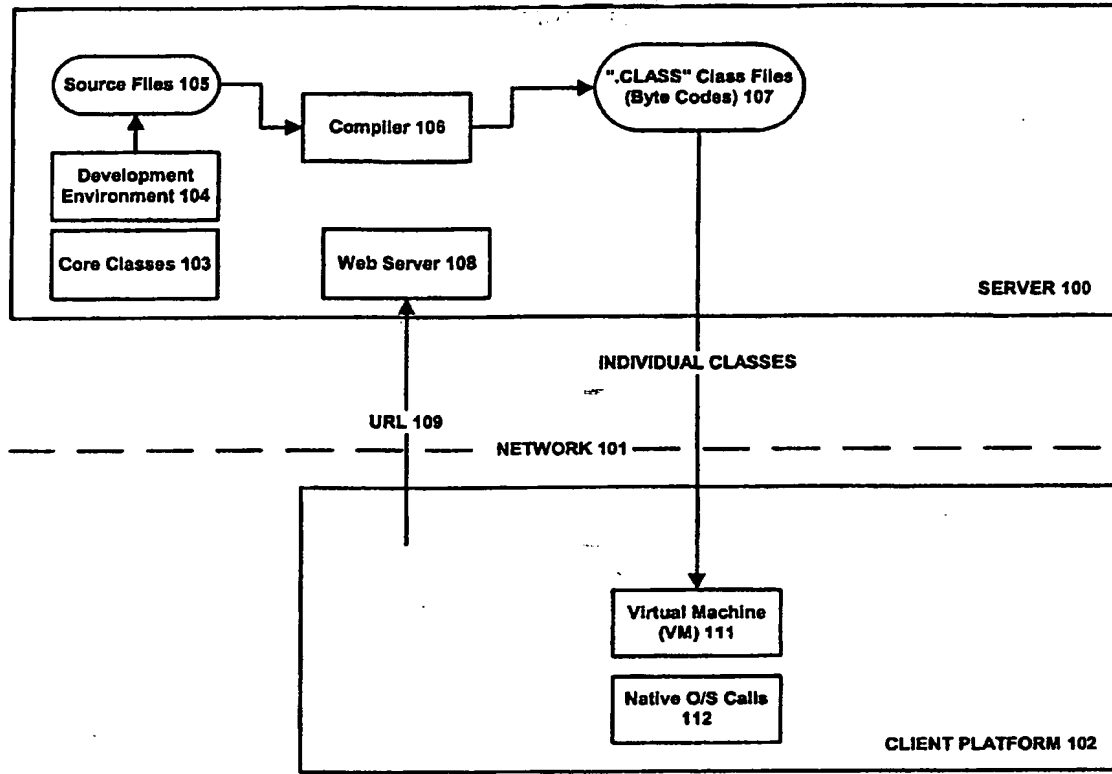 Source Files 105
".CLASS" Class Files
(Byte Codes) 107
Compiler 106
Development
Environment 104
Core Classes 103
Web Server 108
SERVER 100
INDIVIDUAL CLASSES
URL 109
NETWORK 101
Virtual Machine
(VM) 111
Native O/S Calls
112
CLIENT PLATFORM 102